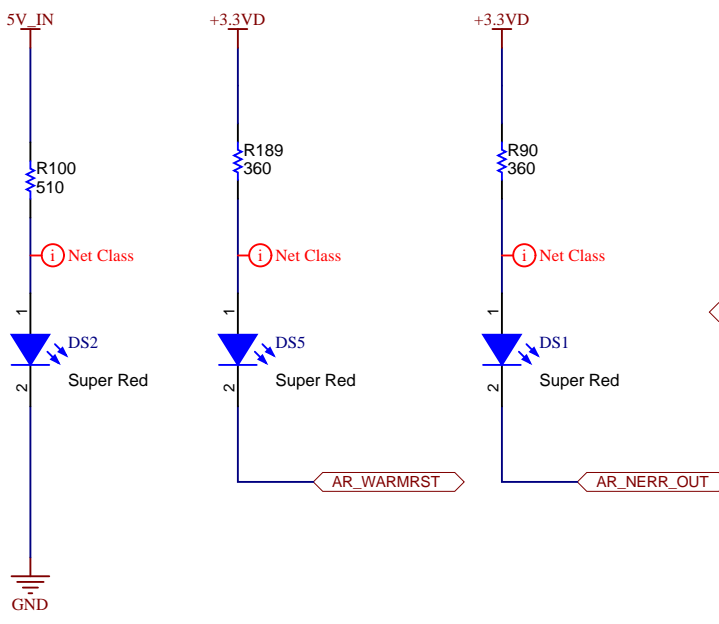 5V_IN
+3.3VD
+3.3VD
R100
510
R189
360
R90
360
i Net Class
i Net Class
i Net Class
1
1
1
DS2
DS5
DS1
Super Red
Super Red
Super Red
2
2
2
AR_WARMRST
AR_NERR_OUT
GND